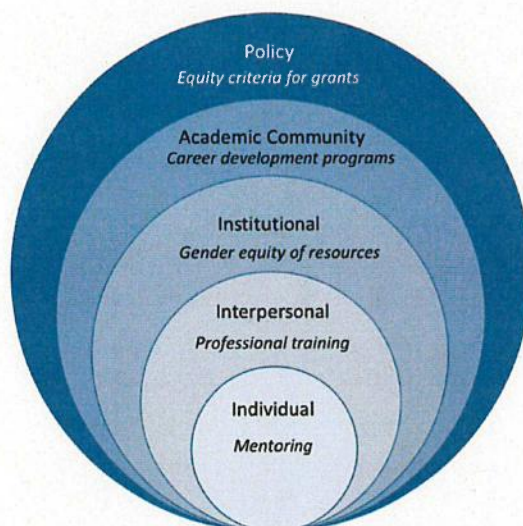 Policy
Equity criteria for grants
Academic Community
Career development programs
Institutional
Gender equity of resources
Interpersonal
Professional training
Individual
Mentoring